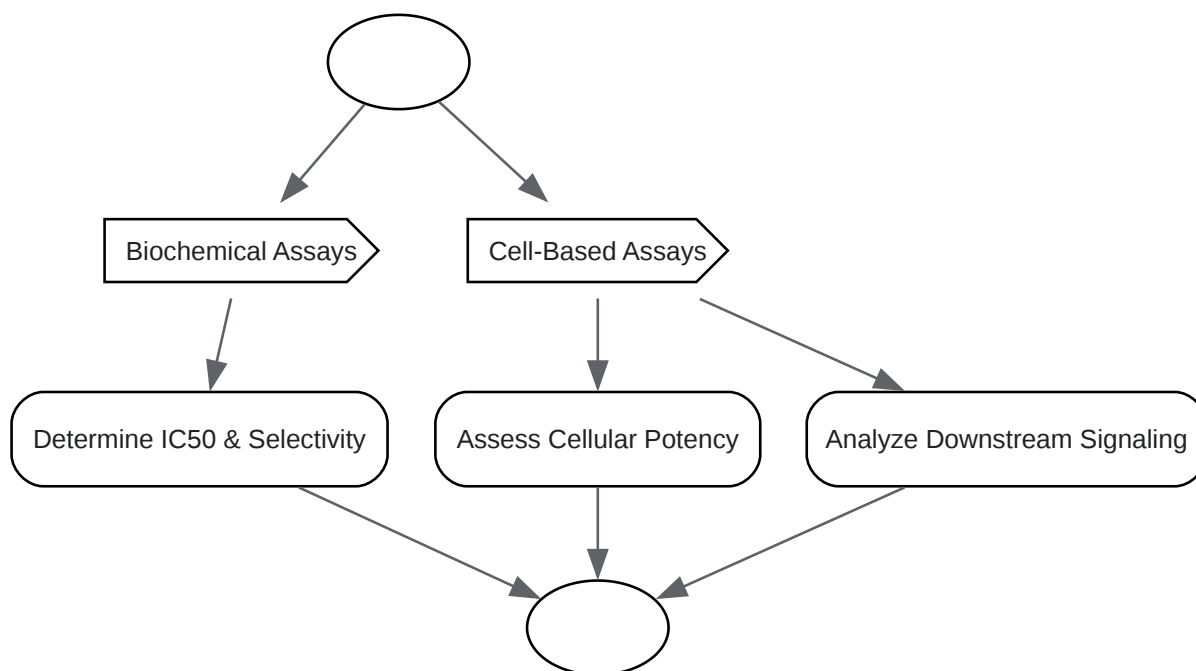 Biochemical Assays
Cell-Based Assays
Determine IC50 & Selectivity
Assess Cellular Potency
Analyze Downstream Signaling